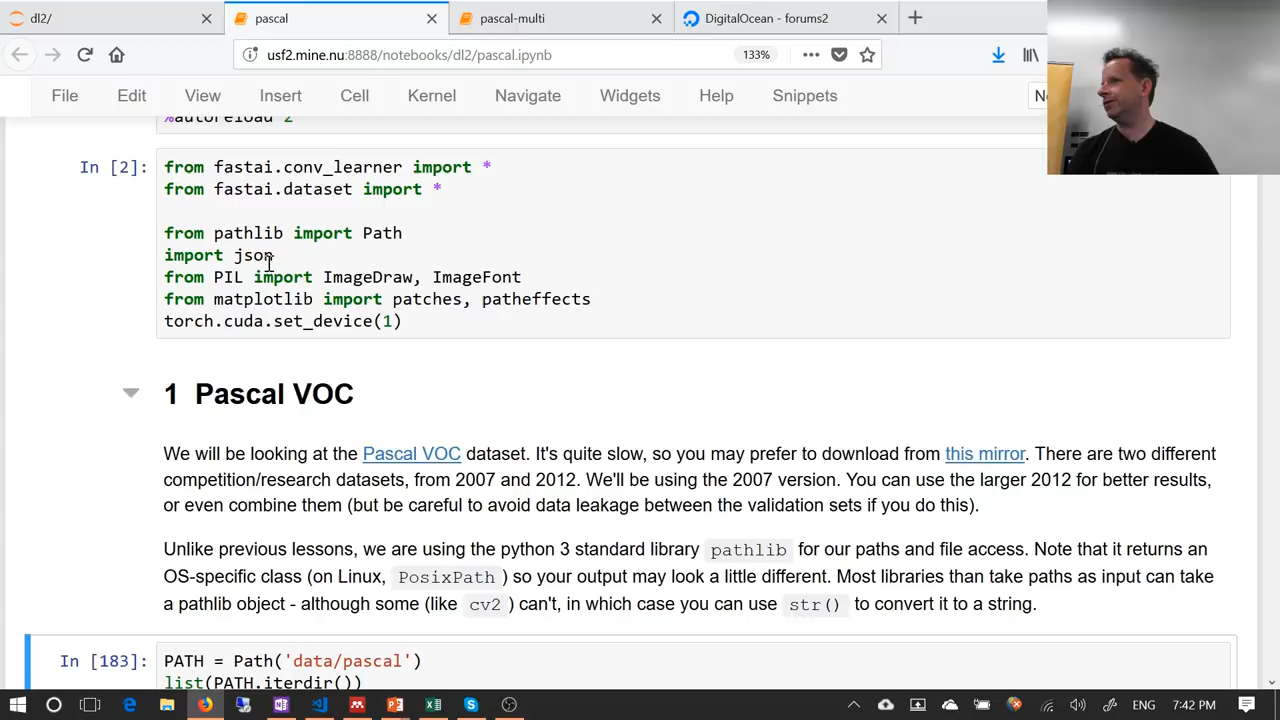 dl2/
pascal
pascal-multi
DigitalOcean - forums2
usf2.mine.nu:8888/notebooks/dl2/pascal.ipynb
133%
File Edit View Insert Cell Kernel Navigate Widgets Help Snippets
%autoreload 2
In [2]:
from fastai.conv_learner import *
from fastai.dataset import *
from pathlib import Path
import json
from PIL import ImageDraw, ImageFont
from matplotlib import patches, patheffects
torch.cuda.set_device(1)
1 Pascal VOC
We will be looking at the Pascal VOC dataset. It's quite slow, so you may prefer to download from this mirror. There are two different
competition/research datasets, from 2007 and 2012. We'll be using the 2007 version. You can use the larger 2012 for better results,
or even combine them (but be careful to avoid data leakage between the validation sets if you do this).
Unlike previous lessons, we are using the python 3 standard library pathlib for our paths and file access. Note that it returns an
OS-specific class (on Linux, PosixPath ) so your output may look a little different. Most libraries than take paths as input can take
a pathlib object - although some (like cv2 ) can't, in which case you can use str() to convert it to a string.
In [183]:
PATH = Path('data/pascal')
list(PATH.iterdir())
ENG
7:42 PM